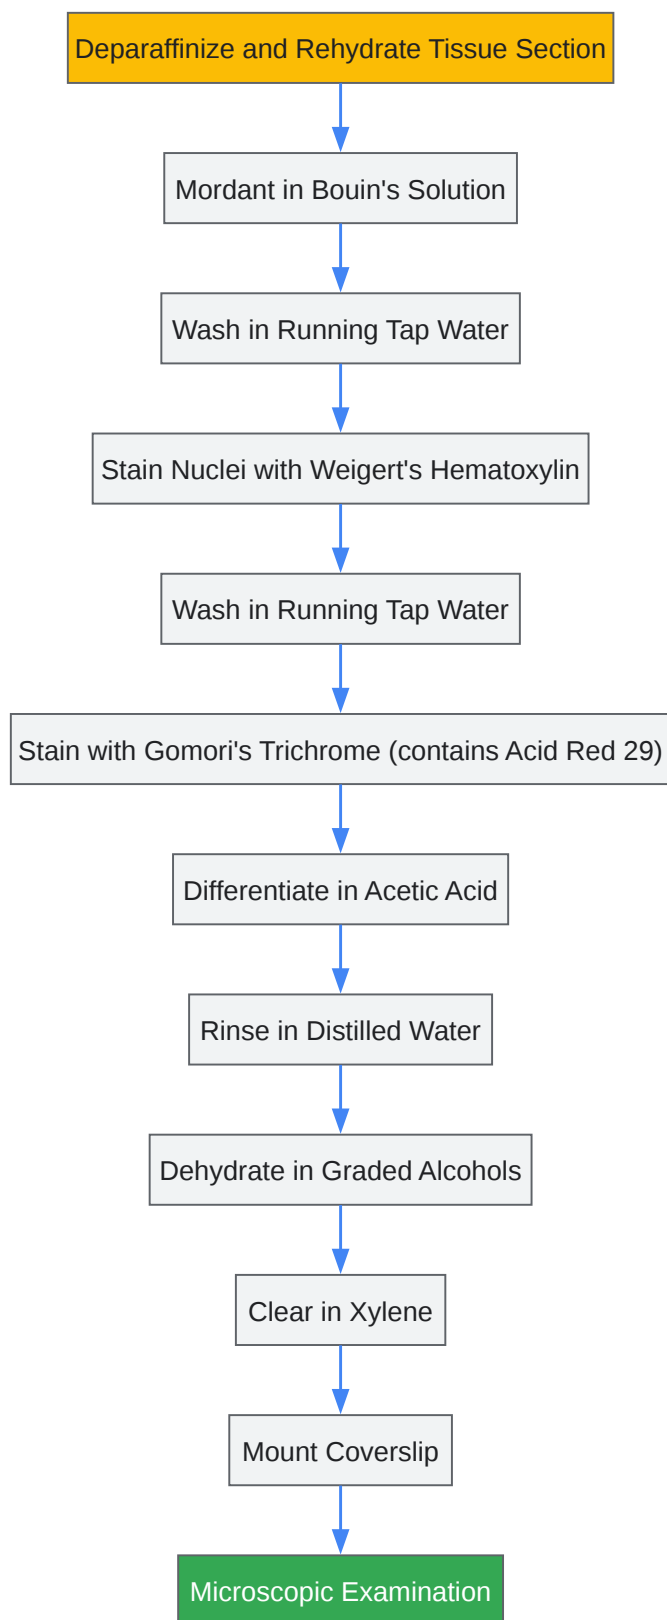 Deparaffinize and Rehydrate Tissue Section
Mordant in Bouin's Solution
Wash in Running Tap Water
Stain Nuclei with Weigert's Hematoxylin
Wash in Running Tap Water
Stain with Gomori's Trichrome (contains Acid Red 29)
Differentiate in Acetic Acid
Rinse in Distilled Water
Dehydrate in Graded Alcohols
Clear in Xylene
Mount Coverslip
Microscopic Examination